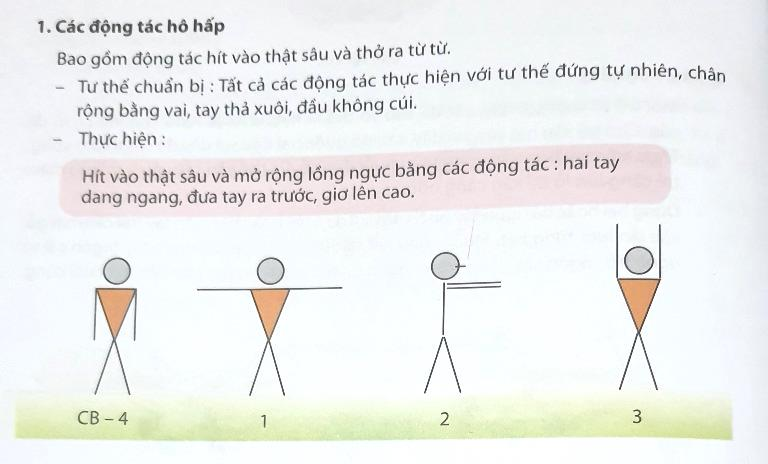 1. Các động tác hô hấp
Bao gồm động tác hít vào thật sâu và thở ra từ từ.
– Tư thế chuẩn bị : Tất cả các động tác thực hiện với tư thế đứng tự nhiên, chân
rộng bằng vai, tay thả xuôi, đầu không cúi.
– Thực hiện :
Hít vào thật sâu và mở rộng lồng ngực bằng các động tác : hai tay
dang ngang, đưa tay ra trước, giơ lên cao.
CB – 4 1 2 3